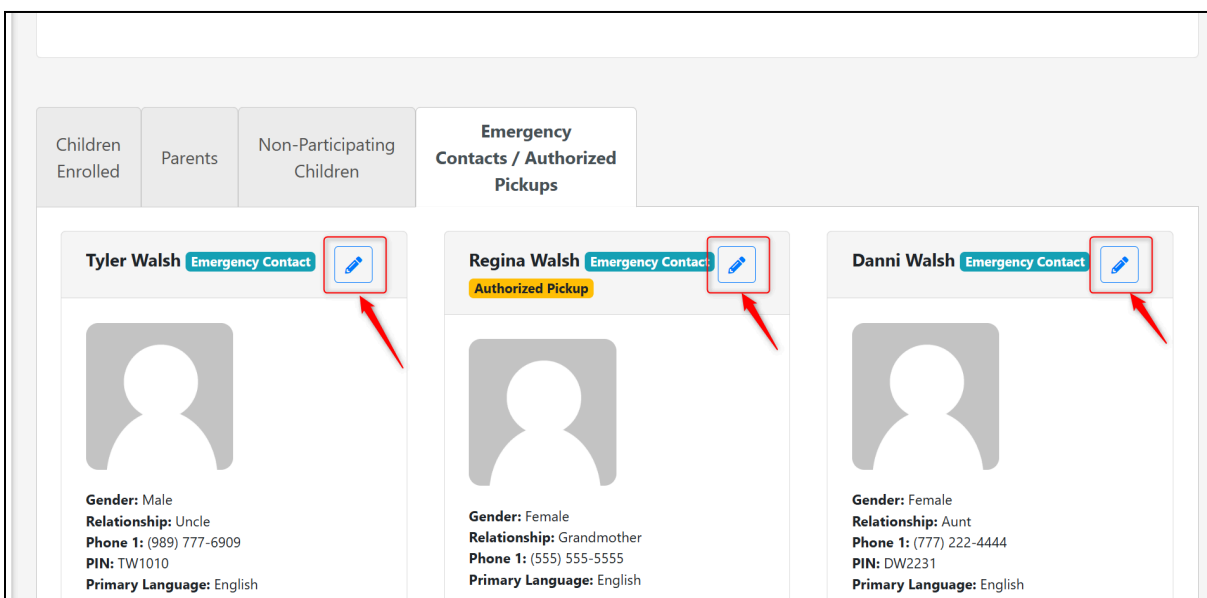 Children
Enrolled
Parents
Non-Participating
Children
Emergency
Contacts / Authorized
Pickups
Tyler Walsh Emergency Contact
Gender: Male
Relationship: Uncle
Phone 1: (989) 777-6909
PIN: TW1010
Primary Language: English
Regina Walsh Emergency Contact
Authorized Pickup
Gender: Female
Relationship: Grandmother
Phone 1: (555) 555-5555
Primary Language: English
Danni Walsh Emergency Contact
Gender: Female
Relationship: Aunt
Phone 1: (777) 222-4444
PIN: DW2231
Primary Language: English